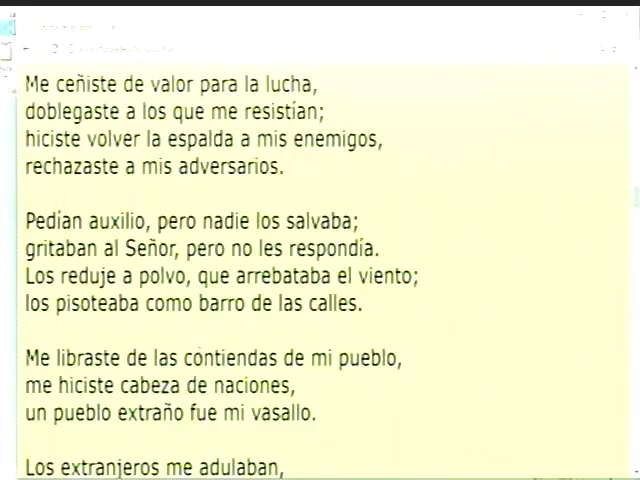 Me ceñiste de valor para la lucha,
doblegaste a los que me resistían;
hiciste volver la espalda a mis enemigos,
rechazaste a mis adversarios.
Pedían auxilio, pero nadie los salvaba;
gritaban al Señor, pero no les respondía.
Los reduje a polvo, que arrebataba el viento;
los pisoteaba como barro de las calles.
Me libraste de las contiendas de mi pueblo,
me hiciste cabeza de naciones,
un pueblo extraño fue mi vasallo.
Los extranjeros me adulaban,